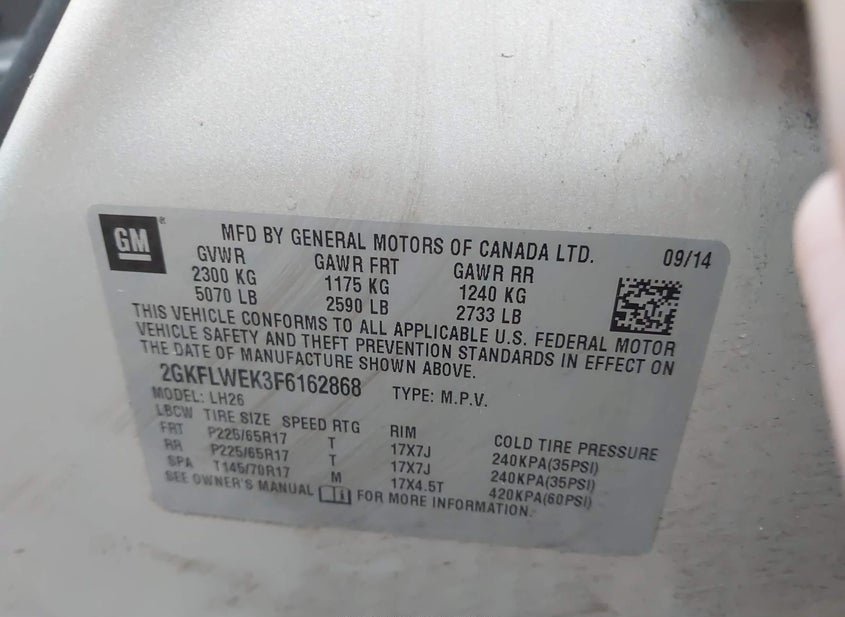 GM ®
MFD BY GENERAL MOTORS OF CANADA LTD. 09/14
GVWR GAWR FRT GAWR RR
2300 KG 1175 KG 1240 KG
5070 LB 2590 LB 2733 LB
THIS VEHICLE CONFORMS TO ALL APPLICABLE U.S. FEDERAL MOTOR
VEHICLE SAFETY AND THEFT PREVENTION STANDARDS IN EFFECT ON
THE DATE OF MANUFACTURE SHOWN ABOVE.
2GKFLWEK3F6162868 TYPE: M.P.V.
MODEL: LH26
LBCW TIRE SIZE SPEED RTG RIM COLD TIRE PRESSURE
FRT P225/65R17 T 17X7J 240KPA(35PSI)
RR P225/65R17 T 17X7J 240KPA(35PSI)
SPA T145/70R17 M 17X4.5T 420KPA(60PSI)
SEE OWNER'S MANUAL FOR MORE INFORMATION.